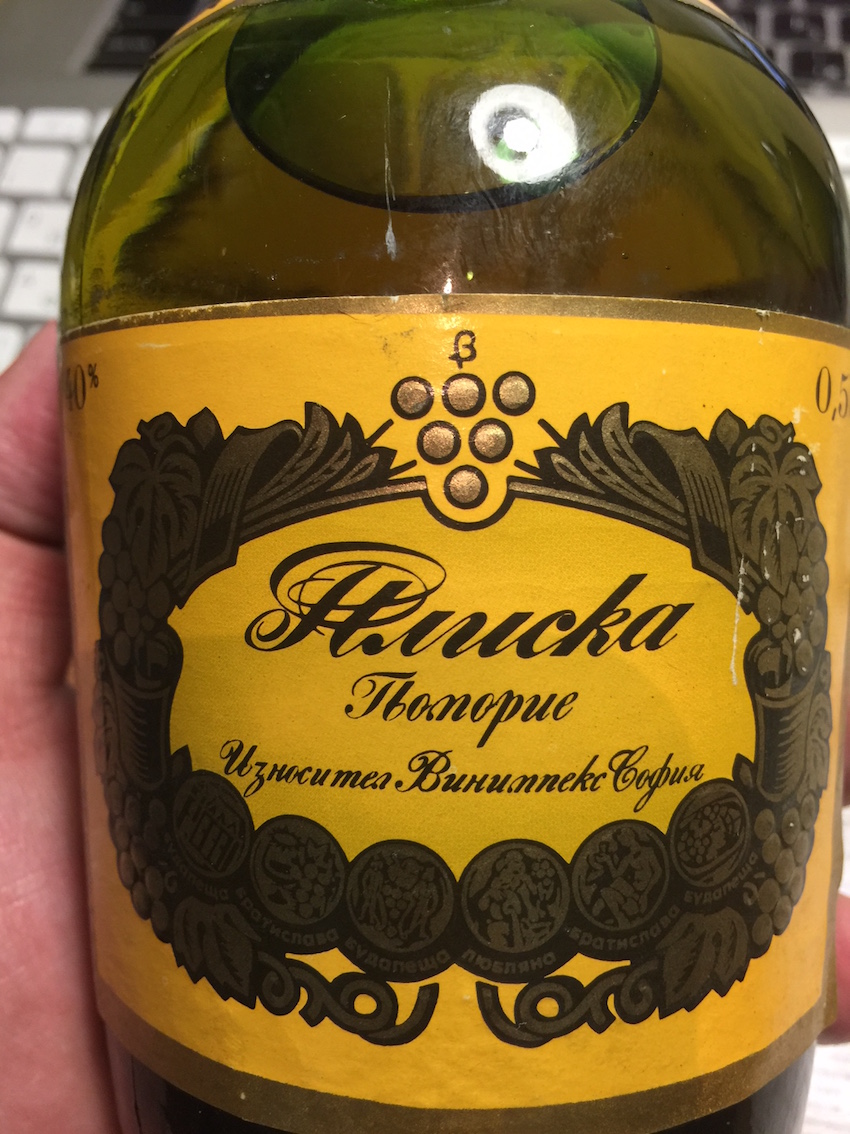 40%
0,5
Плиска
Поморие
Износител Винимпекс София
БУДАПЕЩА БРАТИСЛАВА БУДАПЕЩА ЛЮБЛЯНА БРАТИСЛАВА БУДАПЕЩА